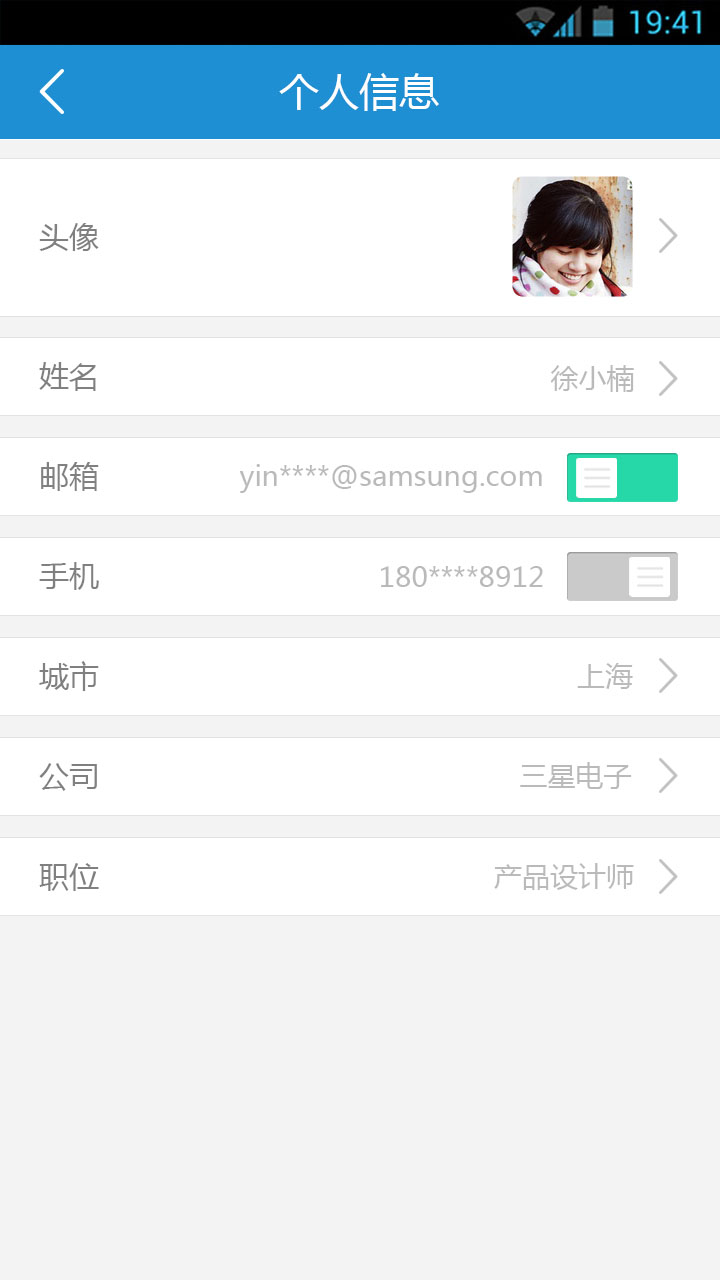 19:41
个人信息
头像
姓名 徐小楠
邮箱 yin****@samsung.com
手机 180****8912
城市 上海
公司 三星电子
职位 产品设计师